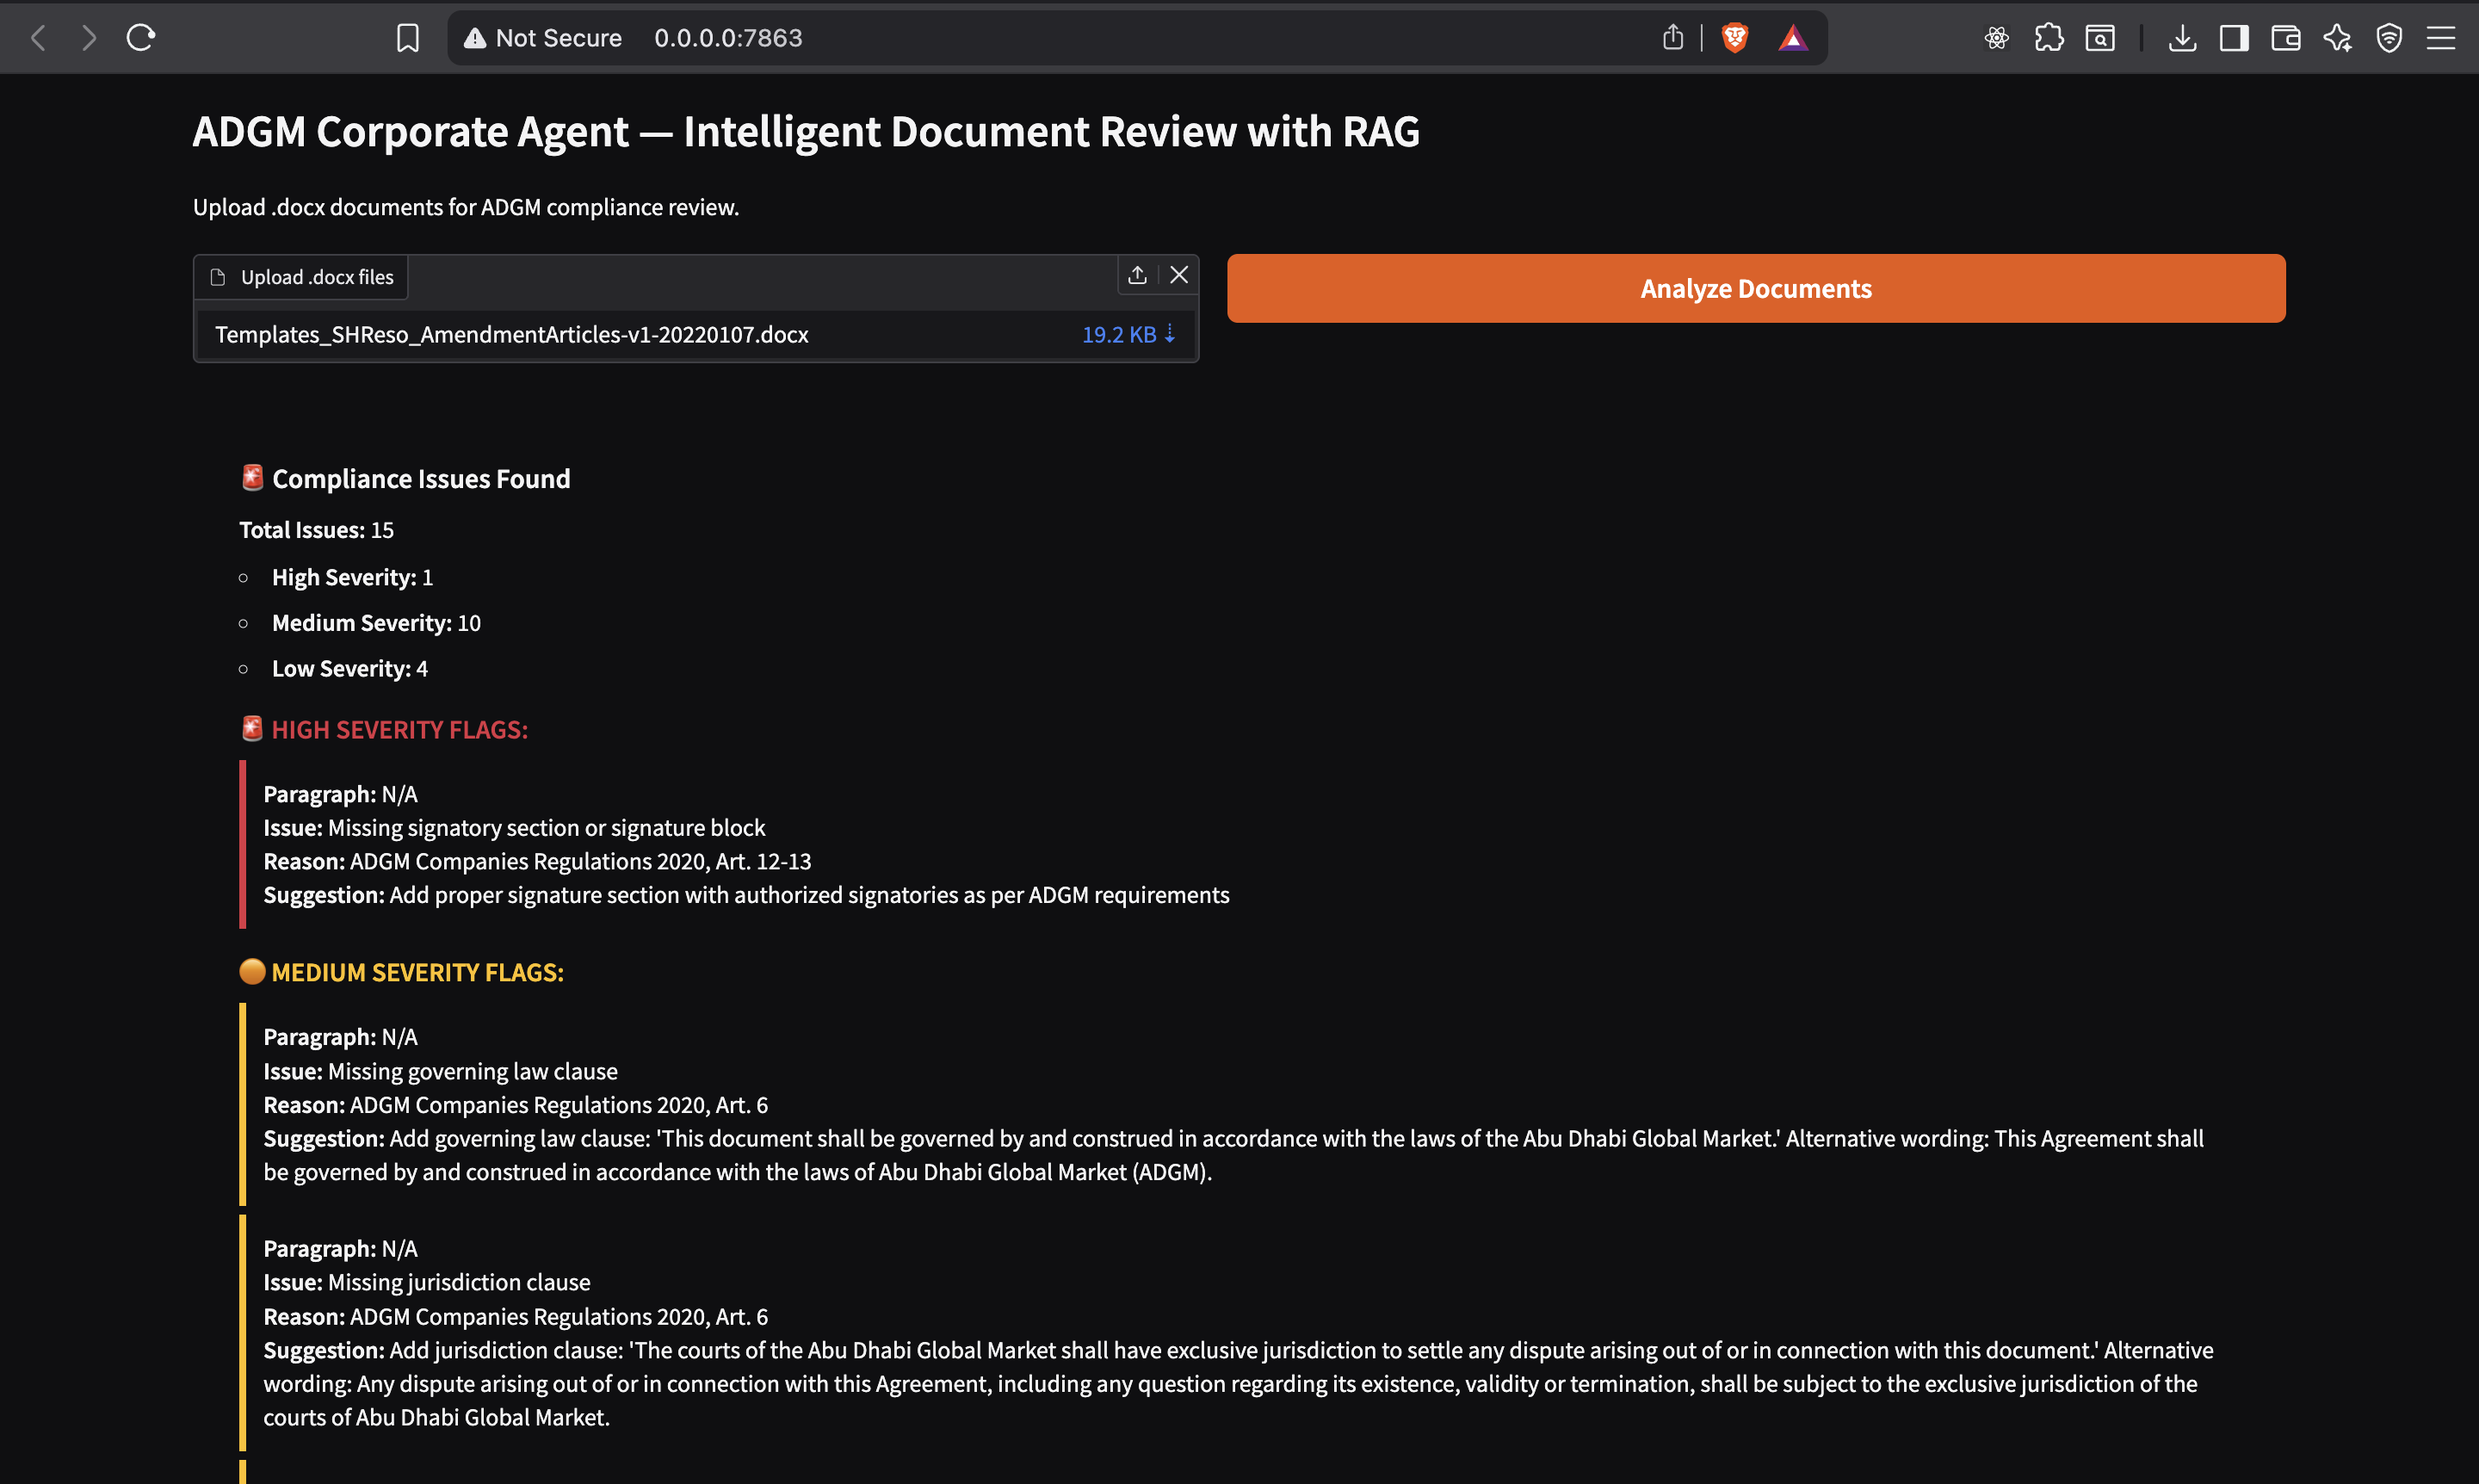 Not Secure 0.0.0.0:7863
ADGM Corporate Agent — Intelligent Document Review with RAG
Upload .docx documents for ADGM compliance review.
Upload .docx files
Templates_SHReso_AmendmentArticles-v1-20220107.docx 19.2 KB ⇣
Analyze Documents
🚨 Compliance Issues Found
Total Issues: 15
High Severity: 1
Medium Severity: 10
Low Severity: 4
🚨 HIGH SEVERITY FLAGS:
Paragraph: N/A
Issue: Missing signatory section or signature block
Reason: ADGM Companies Regulations 2020, Art. 12-13
Suggestion: Add proper signature section with authorized signatories as per ADGM requirements
🟠 MEDIUM SEVERITY FLAGS:
Paragraph: N/A
Issue: Missing governing law clause
Reason: ADGM Companies Regulations 2020, Art. 6
Suggestion: Add governing law clause: 'This document shall be governed by and construed in accordance with the laws of the Abu Dhabi Global Market.' Alternative wording: This Agreement shall
be governed by and construed in accordance with the laws of Abu Dhabi Global Market (ADGM).
Paragraph: N/A
Issue: Missing jurisdiction clause
Reason: ADGM Companies Regulations 2020, Art. 6
Suggestion: Add jurisdiction clause: 'The courts of the Abu Dhabi Global Market shall have exclusive jurisdiction to settle any dispute arising out of or in connection with this document.' Alternative
wording: Any dispute arising out of or in connection with this Agreement, including any question regarding its existence, validity or termination, shall be subject to the exclusive jurisdiction of the
courts of Abu Dhabi Global Market.